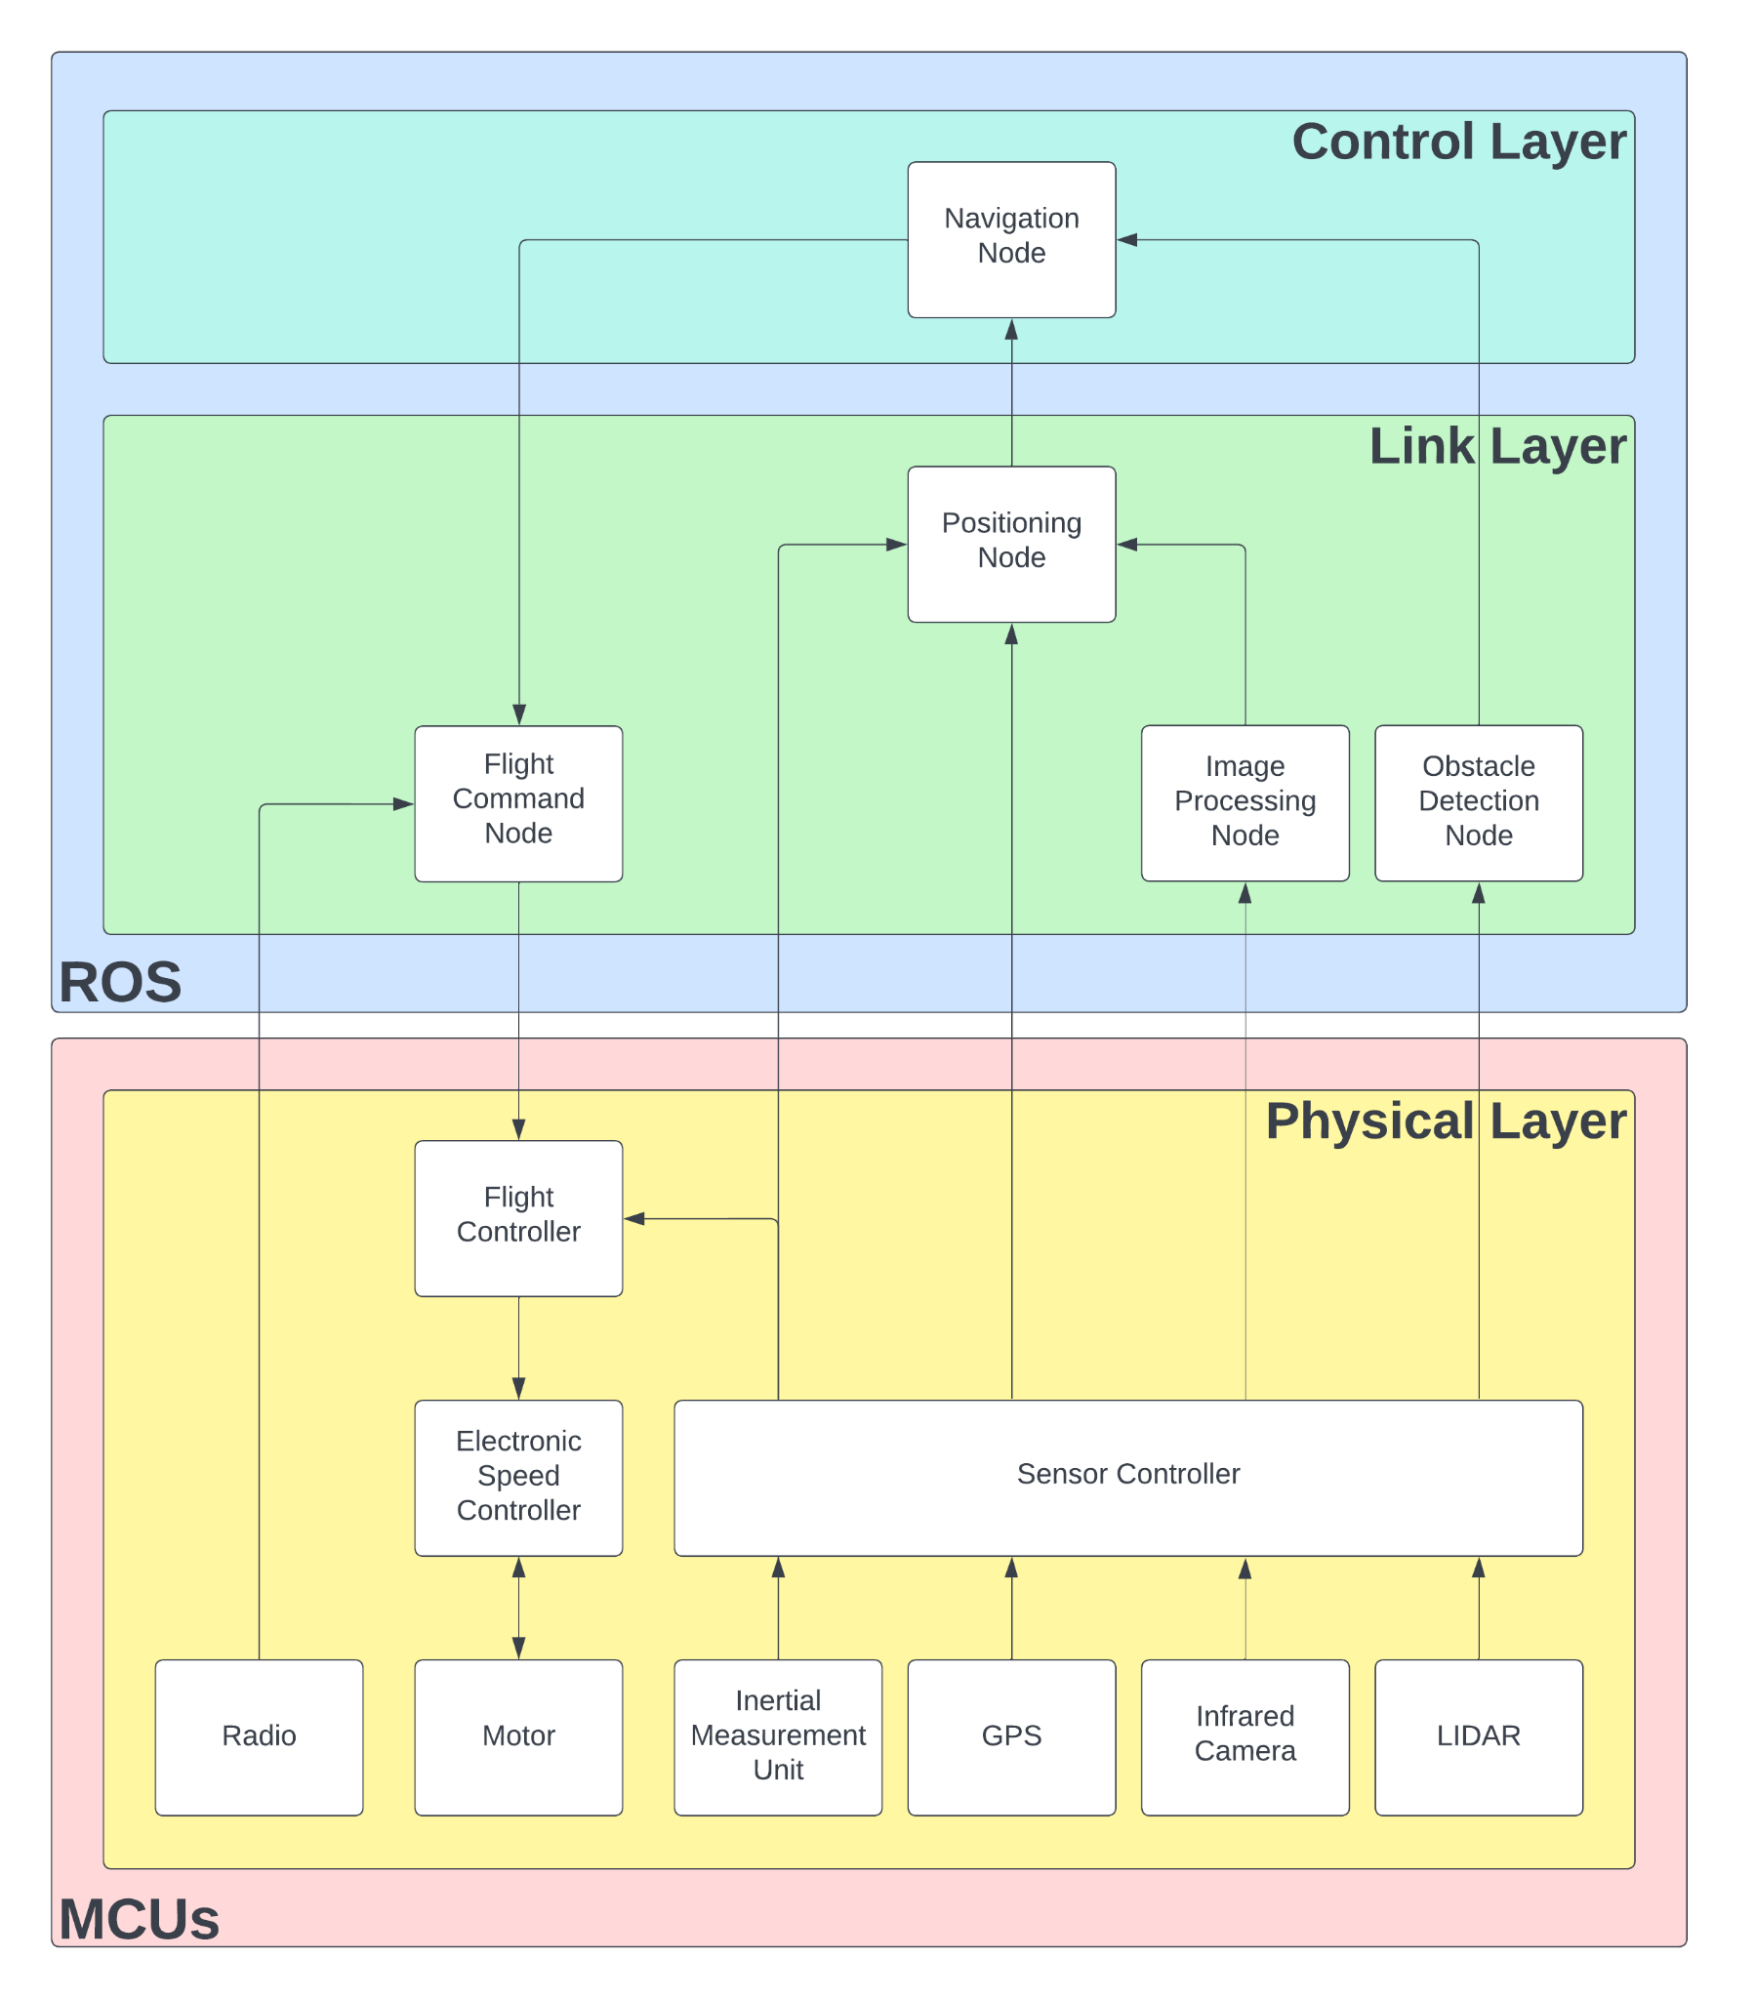 Control Layer
Navigation
Node
Link Layer
Positioning
Node
Flight
Command
Node
Image
Processing
Node
Obstacle
Detection
Node
ROS
Physical Layer
Flight
Controller
Electronic
Speed
Controller
Sensor Controller
Radio
Motor
Inertial
Measurement
Unit
GPS
Infrared
Camera
LIDAR
MCUs